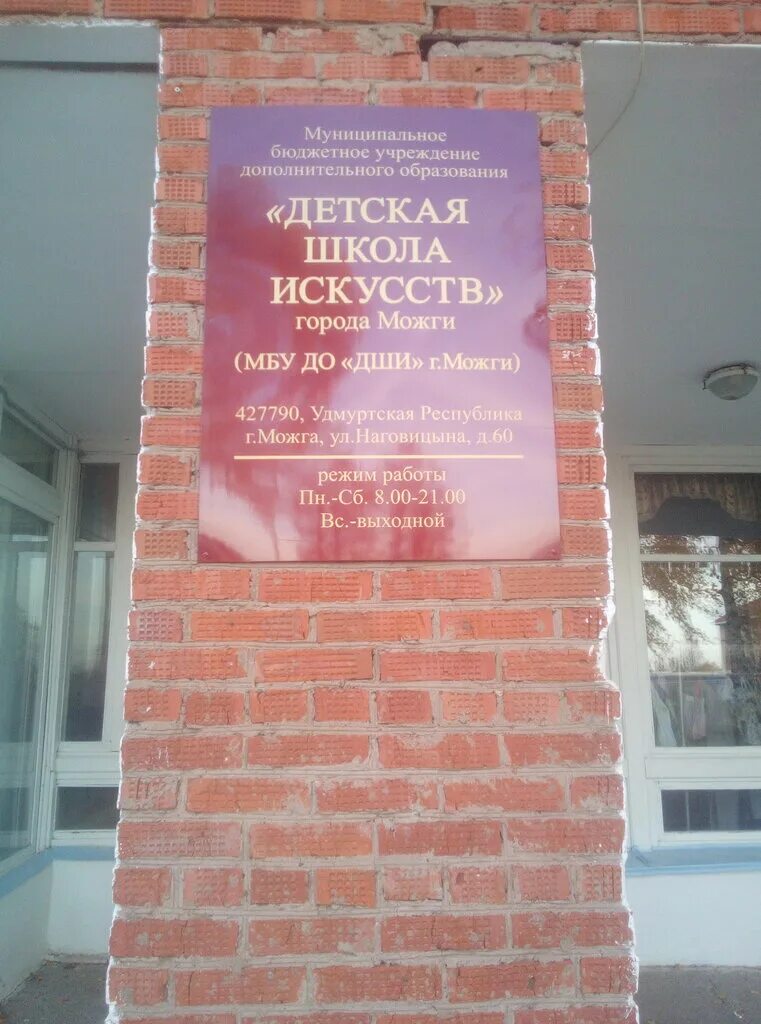 Муниципальное
бюджетное учреждение
дополнительного образования
«ДЕТСКАЯ
ШКОЛА
ИСКУССТВ»
города Можги
(МБУ ДО «ДШИ» г.Можги)
427790, Удмуртская Республика
г.Можга, ул.Наговицына, д.60
режим работы
Пн.-Сб. 8.00-21.00
Вс.-выходной